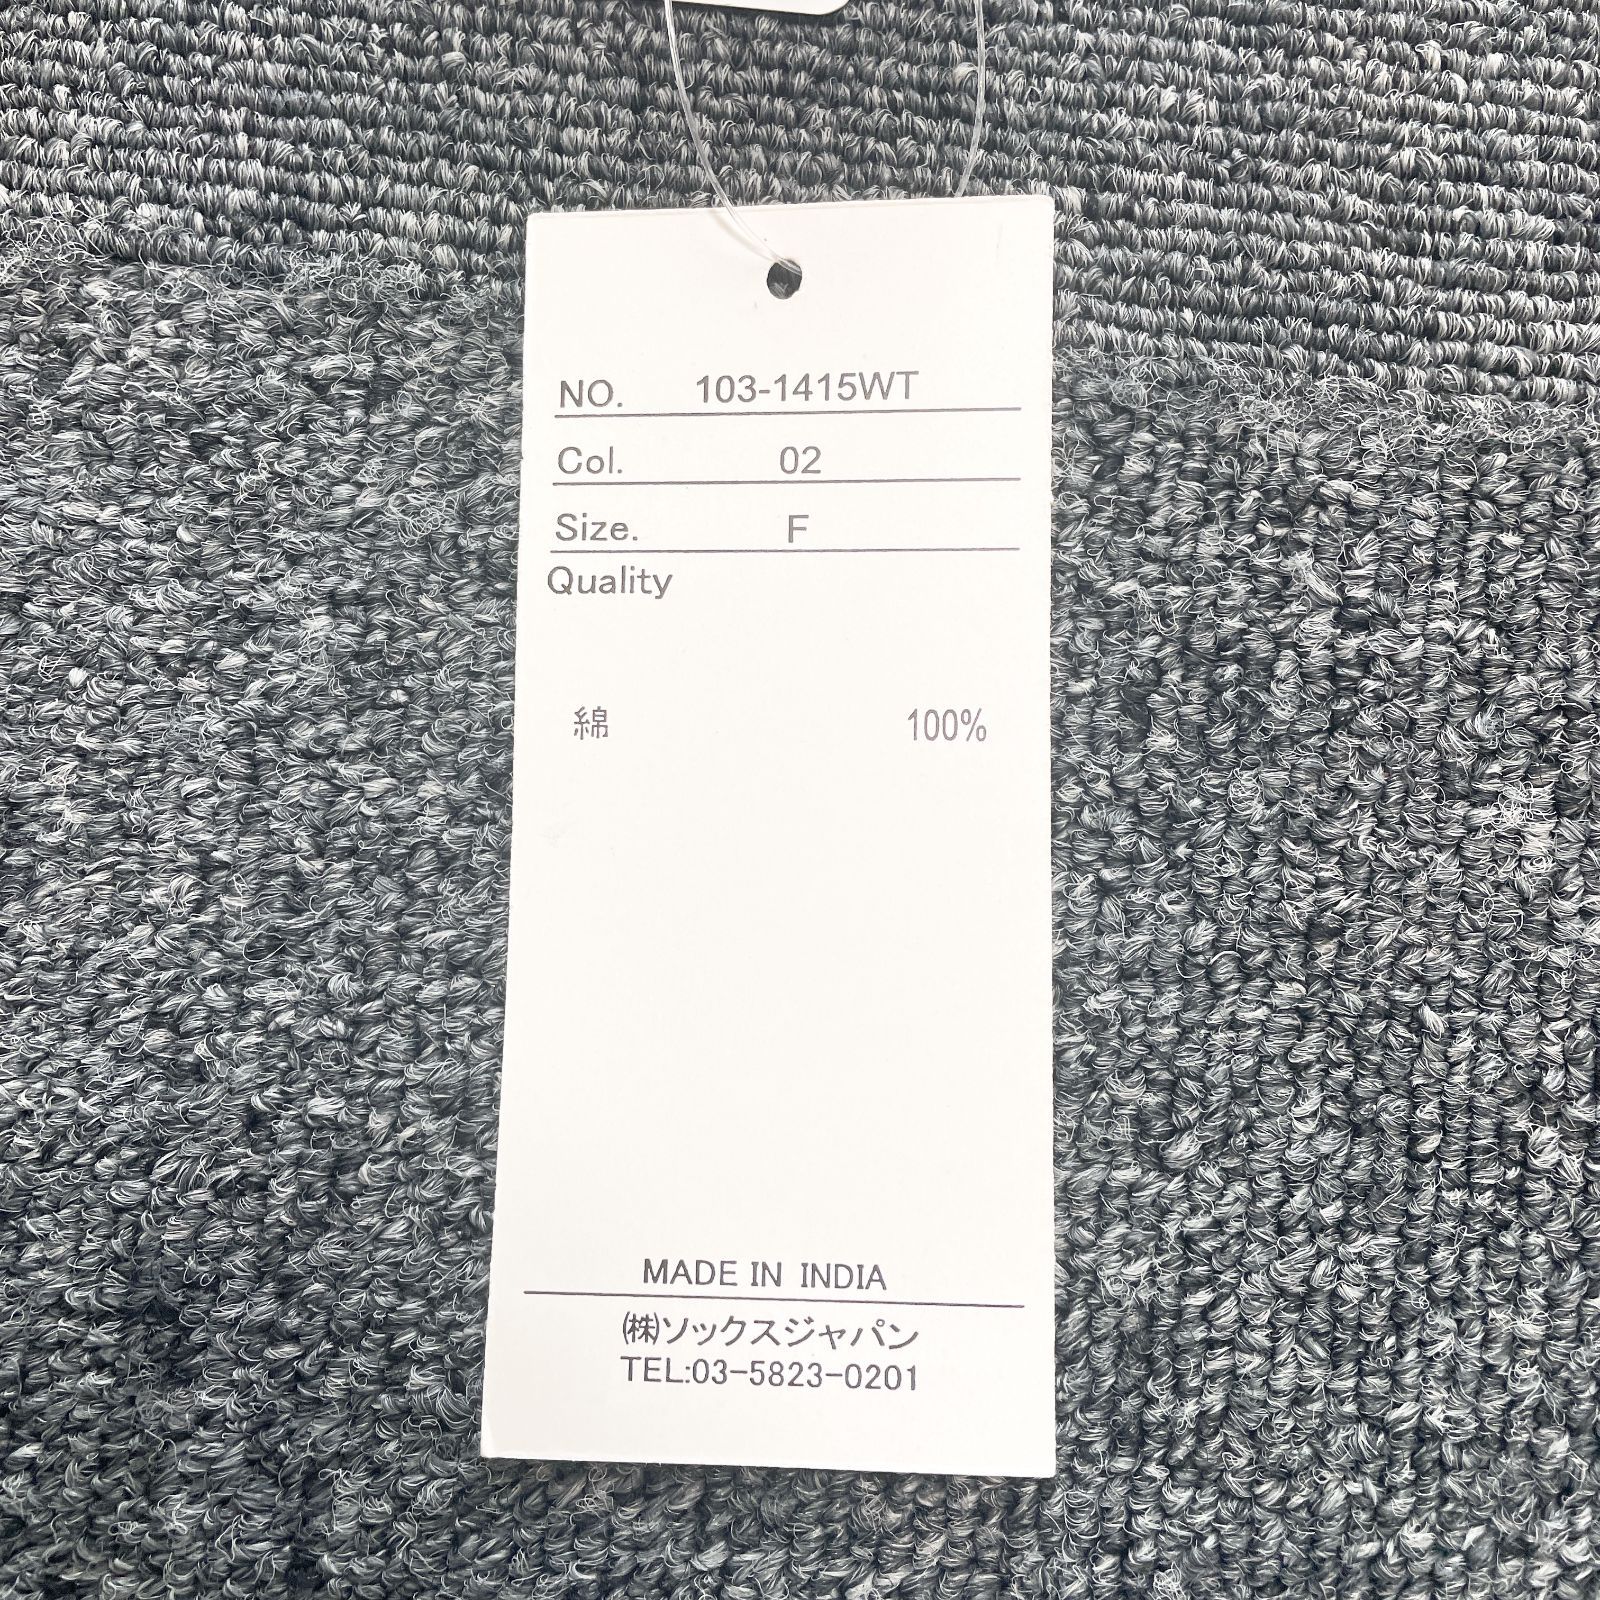 NO. 103-1415WT
Col. 02
Size. F
Quality
綿 100%
MADE IN INDIA
㈱ソックスジャパン
TEL:03-5823-0201